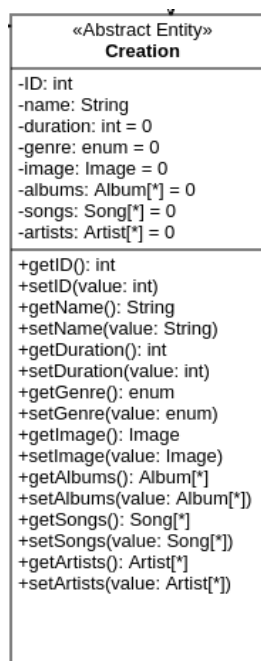 «Abstract Entity»
Creation
-ID: int
-name: String
-duration: int = 0
-genre: enum = 0
-image: Image = 0
-albums: Album[*] = 0
-songs: Song[*] = 0
-artists: Artist[*] = 0
+getID(): int
+setID(value: int)
+getName(): String
+setName(value: String)
+getDuration(): int
+setDuration(value: int)
+getGenre(): enum
+setGenre(value: enum)
+getImage(): Image
+setImage(value: Image)
+getAlbums(): Album[*]
+setAlbums(value: Album[*])
+getSongs(): Song[*]
+setSongs(value: Song[*])
+getArtists(): Artist[*]
+setArtists(value: Artist[*])